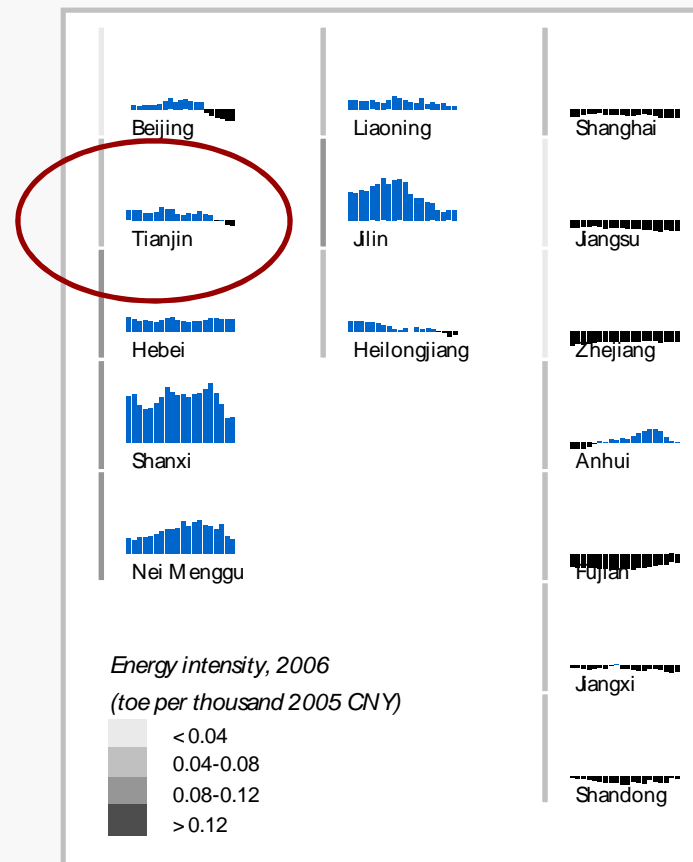 Beijing
Tianjin
Hebei
Shanxi
Nei Menggu
Liaoning
Jilin
Heilongjiang
Shanghai
Jiangsu
Zhejiang
Anhui
Fujian
Jiangxi
Shandong
Energy intensity, 2006
(toe per thousand 2005 CNY)
<0.04
0.04-0.08
0.08-0.12
>0.12